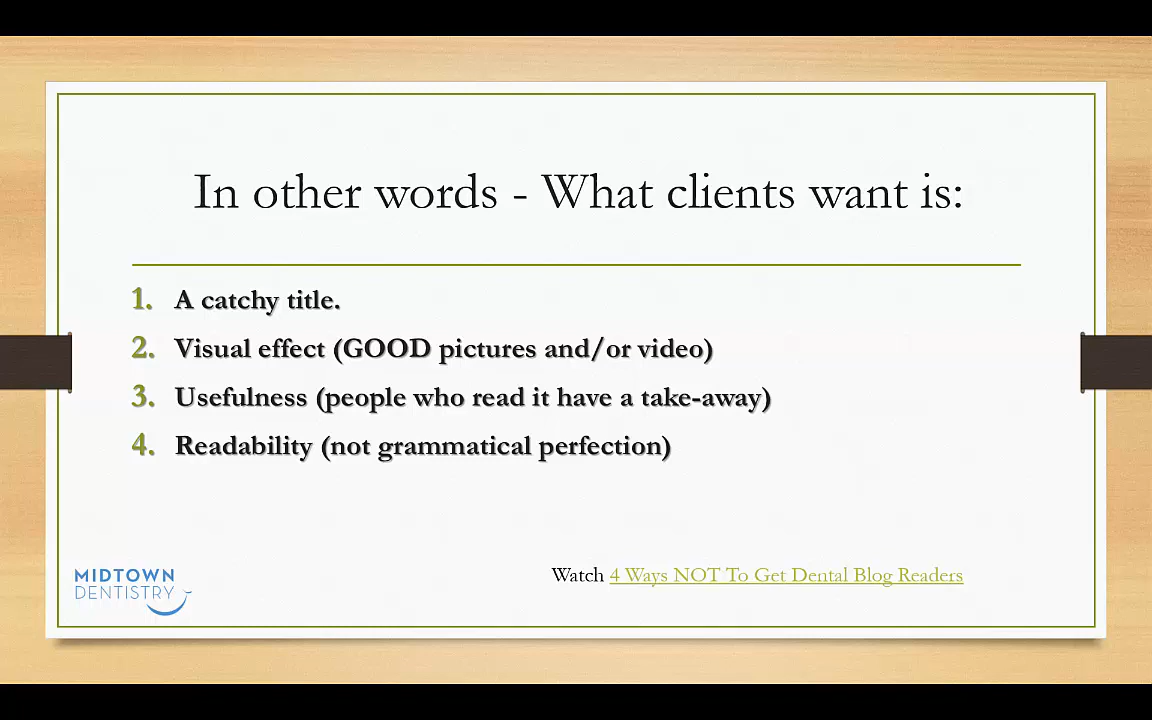 In other words - What clients want is:
1. A catchy title.
2. Visual effect (GOOD pictures and/or video)
3. Usefulness (people who read it have a take-away)
4. Readability (not grammatical perfection)
MIDTOWN
DENTISTRY
Watch 4 Ways NOT To Get Dental Blog Readers